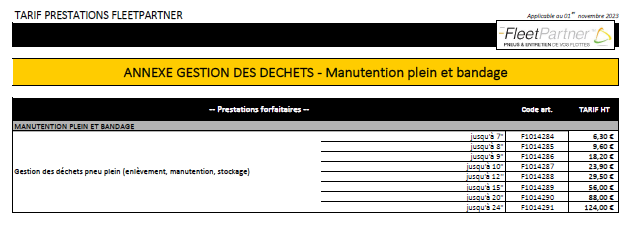 TARIF PRESTATIONS FLEETPARTNER
Applicable au 01er novembre 2023
FleetPartner
PNEUS & ENTRETIEN DE VOS FLOTTES
ANNEXE GESTION DES DECHETS - Manutention plein et bandage
-- Prestations forfaitaires -- Code art. TARIF HT
MANUTENTION PLEIN ET BANDAGE
Gestion des déchets pneu plein (enlèvement, manutention, stockage)
jusqu'à 7" F1014284 6,30 €
jusqu'à 8" F1014285 9,60 €
jusqu'à 9" F1014286 18,20 €
jusqu'à 10" F1014287 23,90 €
jusqu'à 12" F1014288 29,50 €
jusqu'à 15" F1014289 56,00 €
jusqu'à 20" F1014290 88,00 €
jusqu'à 24" F1014291 124,00 €